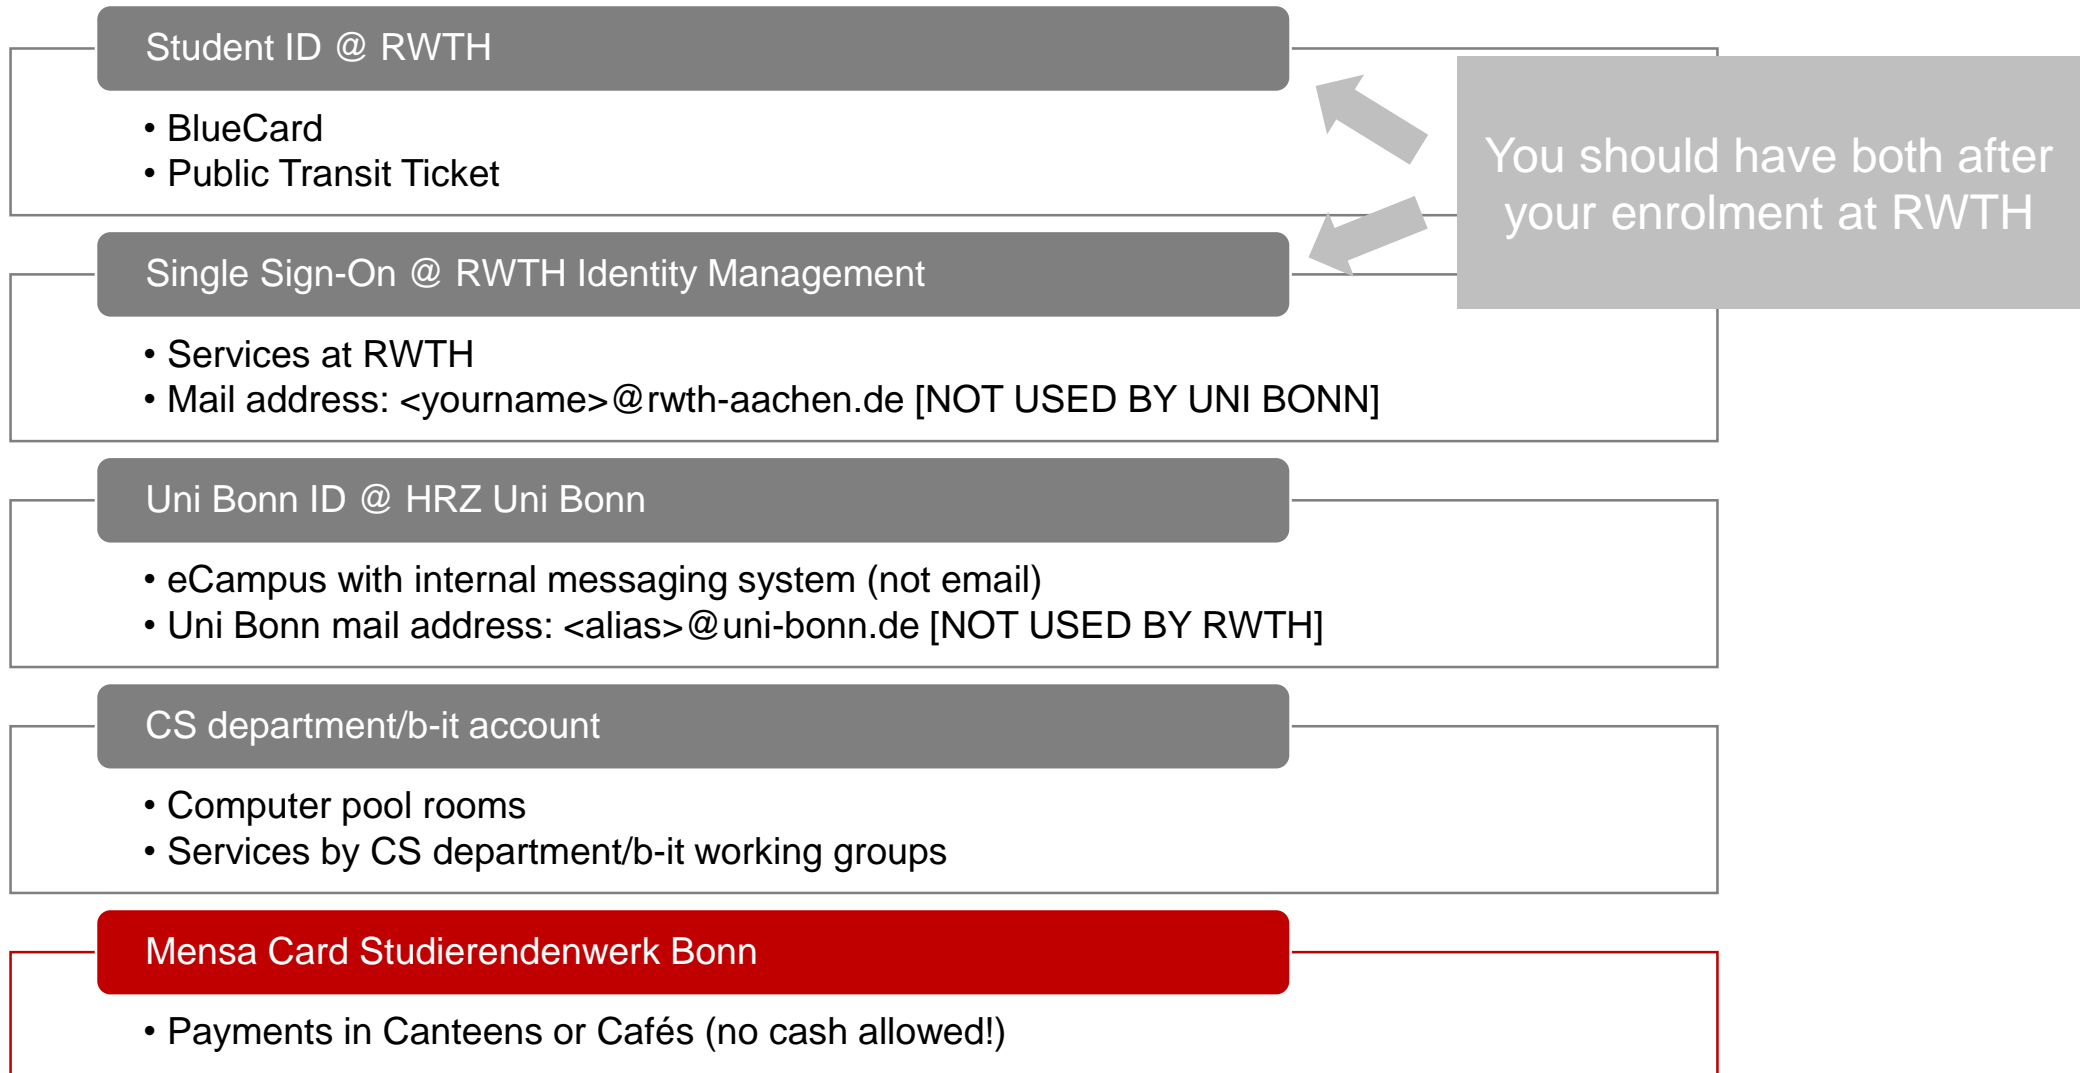 Student ID @ RWTH
• BlueCard
• Public Transit Ticket
You should have both after
your enrolment at RWTH
Single Sign-On @ RWTH Identity Management
• Services at RWTH
• Mail address: <yourname>@rwth-aachen.de [NOT USED BY UNI BONN]
Uni Bonn ID @ HRZ Uni Bonn
• eCampus with internal messaging system (not email)
• Uni Bonn mail address: <alias>@uni-bonn.de [NOT USED BY RWTH]
CS department/b-it account
• Computer pool rooms
• Services by CS department/b-it working groups
Mensa Card Studierendenwerk Bonn
• Payments in Canteens or Cafés (no cash allowed!)